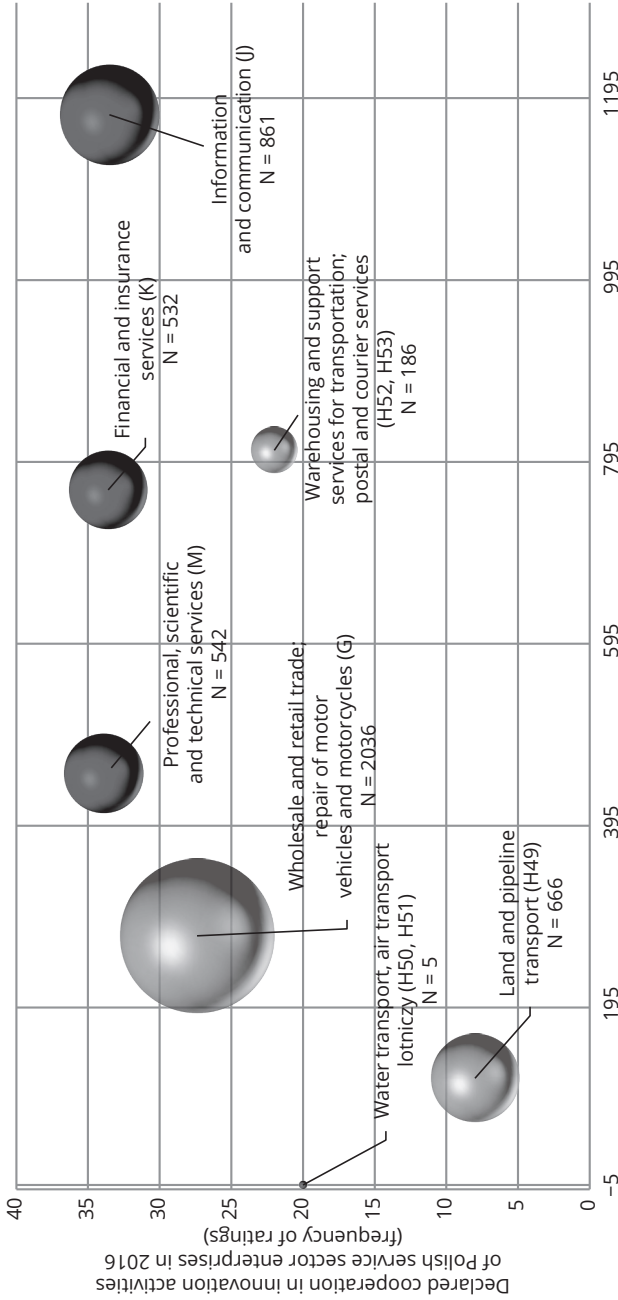 Declared cooperation in innovation activities
of Polish service sector enterprises in 2016
(frequency of ratings)
40
35
30
25
20
15
10
5
0
−5
195
395
595
795
995
1195
Professional, scientific
and technical services (M)
N = 542
Financial and insurance
services (K)
N = 532
Information
and communication (J)
N = 861
Wholesale and retail trade;
repair of motor
vehicles and motorcycles (G)
N = 2036
Warehousing and support
services for transportation;
postal and courier services
(H52, H53)
N = 186
Water transport, air transport
lotniczy (H50, H51)
N = 5
Land and pipeline
transport (H49)
N = 666